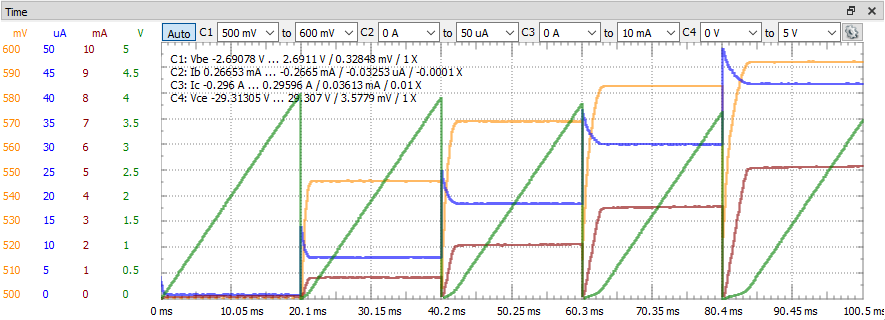 Time
Auto C1 500 mV to 600 mV C2 0 A to 50 uA C3 0 A to 10 mA C4 0 V to 5 V
mV uA mA V
600 50 10 5
590 45 9 4.5
580 40 8 4
570 35 7 3.5
560 30 6 3
550 25 5 2.5
540 20 4 2
530 15 3 1.5
520 10 2 1
510 5 1 0.5
500 0 0 0
C1: Vbe -2.69078 V ... 2.6911 V / 0.32848 mV / 1 X
C2: Ib 0.26653 mA ... -0.2665 mA / -0.03253 uA / -0.0001 X
C3: Ic -0.296 A ... 0.29596 A / 0.03613 mA / 0.01 X
C4: Vce -29.31305 V ... 29.307 V / 3.5779 mV / 1 X
0 ms 10.05 ms 20.1 ms 30.15 ms 40.2 ms 50.25 ms 60.3 ms 70.35 ms 80.4 ms 90.45 ms 100.5 ms